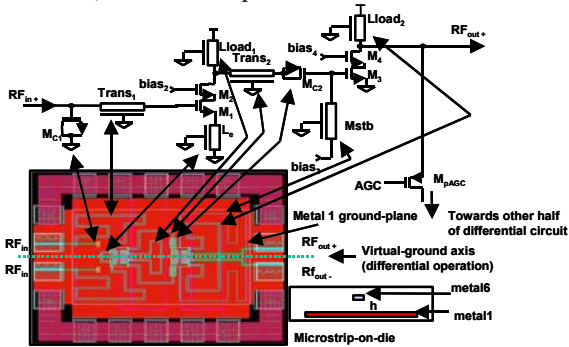 Lload₂
RFout+
Lload₁
bias₄
M₄
Trans₂
M₃
bias₂
MC2
M₂
RFin+
Trans₁
M₁
Mstb
MC1
Le
bias₃
AGC
MpAGC
Metal 1 ground-plane
Towards other half
of differential circuit
RFin
RFout+
Virtual-ground axis
(differential operation)
RFin
Rfout-
metal6
h
metal1
Microstrip-on-die